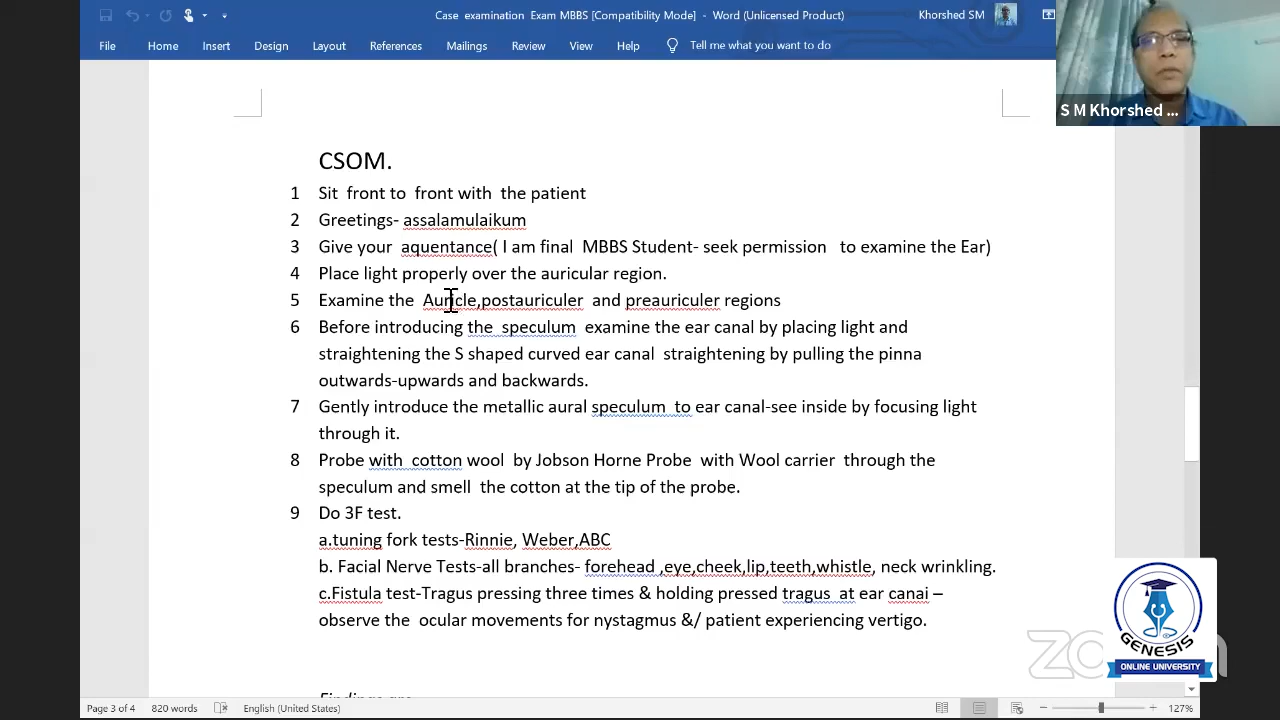 Case examination Exam MBBS [Compatibility Mode] - Word (Unlicensed Product)
Khorshed SM
File Home Insert Design Layout References Mailings Review View Help Tell me what you want to do
S M Khorshed ...
CSOM.
1 Sit front to front with the patient
2 Greetings- assalamulaikum
3 Give your aquentance( I am final MBBS Student- seek permission to examine the Ear)
4 Place light properly over the auricular region.
5 Examine the Auricle,postauriculer and preauriculer regions
6 Before introducing the speculum examine the ear canal by placing light and
straightening the S shaped curved ear canal straightening by pulling the pinna
outwards-upwards and backwards.
7 Gently introduce the metallic aural speculum to ear canal-see inside by focusing light
through it.
8 Probe with cotton wool by Jobson Horne Probe with Wool carrier through the
speculum and smell the cotton at the tip of the probe.
9 Do 3F test.
a.tuning fork tests-Rinnie, Weber,ABC
b. Facial Nerve Tests-all branches- forehead ,eye,cheek,lip,teeth,whistle, neck wrinkling.
c.Fistula test-Tragus pressing three times & holding pressed tragus at ear canai –
observe the ocular movements for nystagmus &/ patient experiencing vertigo.
GENESIS
ONLINE UNIVERSITY
Page 3 of 4 820 words English (United States) 127%